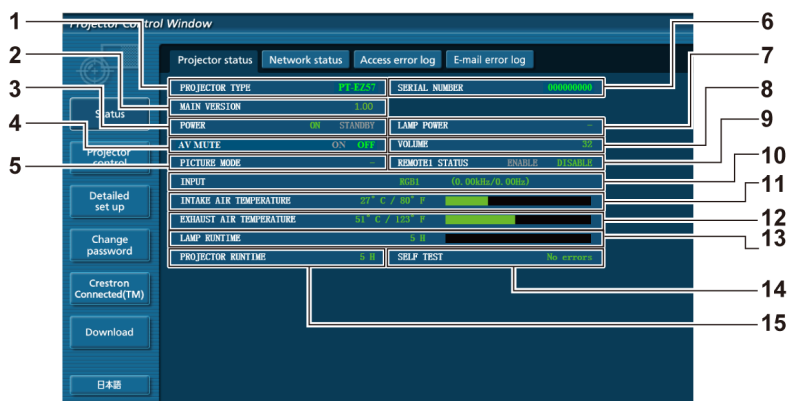 Projector Control Window
Projector status Network status Access error log E-mail error log
PROJECTOR TYPE PT-EZ57 SERIAL NUMBER 000000000
MAIN VERSION 1.00
POWER ON STANDBY LAMP POWER -
AV MUTE ON OFF VOLUME 32
PICTURE MODE - REMOTE1 STATUS ENABLE DISABLE
INPUT RGB1 (0.00kHz/0.00Hz)
INTAKE AIR TEMPERATURE 27° C / 80° F
EXHAUST AIR TEMPERATURE 51° C / 123° F
LAMP RUNTIME 5 H
PROJECTOR RUNTIME 5 H SELF TEST No errors
Status
Projector
control
Detailed
set up
Change
password
Crestron
Connected(TM)
Download
日本語
1
2
3
4
5
6
7
8
9
10
11
12
13
14
15